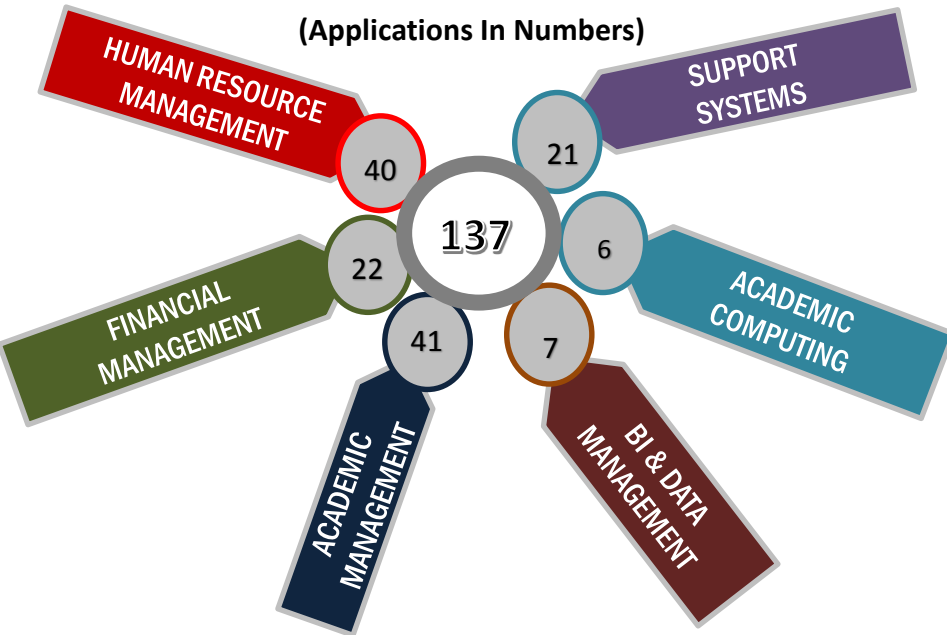 (Applications In Numbers)
HUMAN RESOURCE
MANAGEMENT
40
SUPPORT
SYSTEMS
21
137
FINANCIAL
MANAGEMENT
22
6
ACADEMIC
COMPUTING
ACADEMIC
MANAGEMENT
41
7
BI & DATA
MANAGEMENT